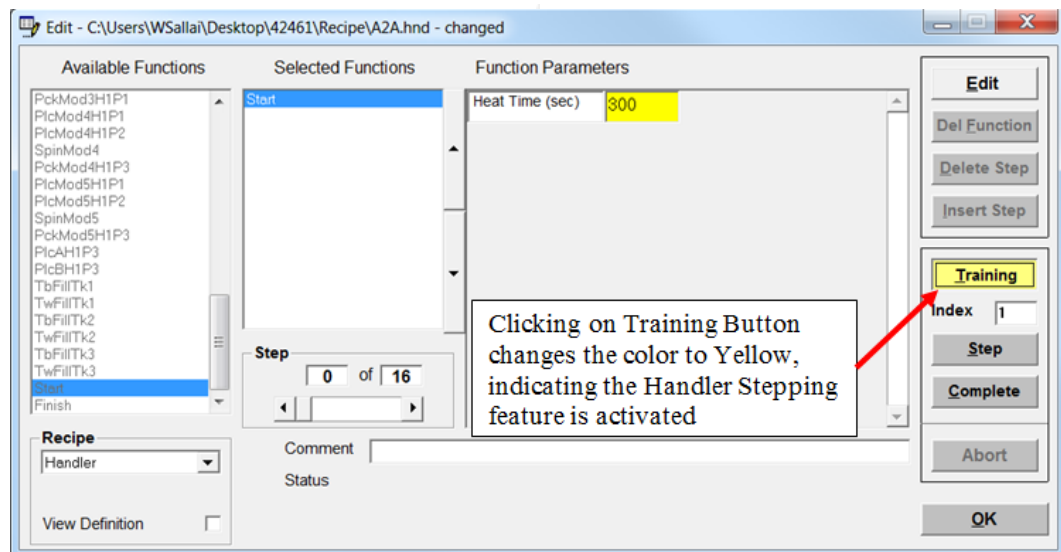 Edit - C:\Users\WSallai\Desktop\42461\Recipe\A2A.hnd - changed
Available Functions
Selected Functions
Function Parameters
PckMod3H1P1
PlcMod4H1P1
PlcMod4H1P2
SpinMod4
PckMod4H1P3
PlcMod5H1P1
PlcMod5H1P2
SpinMod5
PckMod5H1P3
PlcAH1P3
PlcBH1P3
TbFillTk1
TwFillTk1
TbFillTk2
TwFillTk2
TbFillTk3
TwFillTk3
Start
Finish
Start
Heat Time (sec) 300
Step
0 of 16
Recipe
Handler
View Definition
Comment
Status
Clicking on Training Button
changes the color to Yellow,
indicating the Handler Stepping
feature is activated
Edit
Del Function
Delete Step
Insert Step
Training
Index 1
Step
Complete
Abort
OK